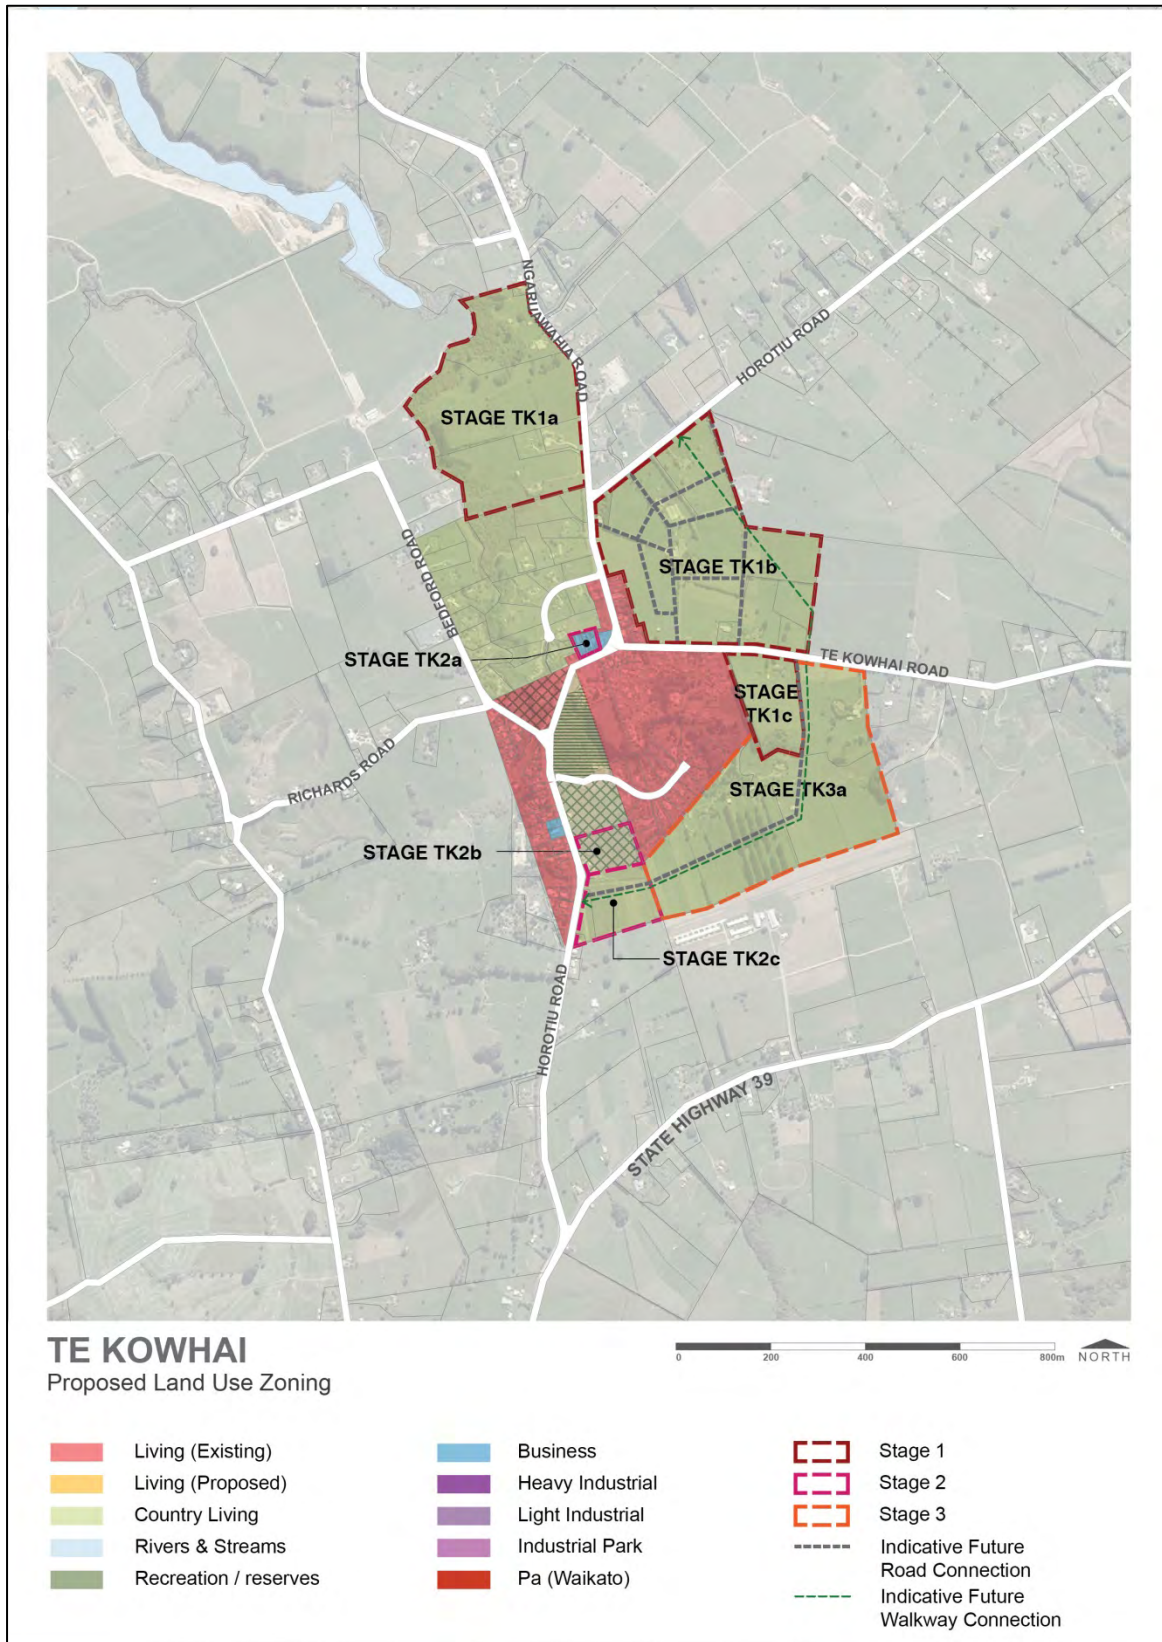 NGARUAWAHIA ROAD
HOROTIU ROAD
STAGE TK1a
STAGE TK1b
BEDFORD ROAD
STAGE TK2a
TE KOWHAI ROAD
STAGE
TK1c
RICHARDS ROAD
STAGE TK3a
STAGE TK2b
STAGE TK2c
HOROTIU ROAD
STATE HIGHWAY 39
TE KOWHAI
Proposed Land Use Zoning
0 200 400 600 800m
NORTH
Living (Existing)
Living (Proposed)
Country Living
Rivers & Streams
Recreation / reserves
Business
Heavy Industrial
Light Industrial
Industrial Park
Pa (Waikato)
Stage 1
Stage 2
Stage 3
Indicative Future
Road Connection
Indicative Future
Walkway Connection